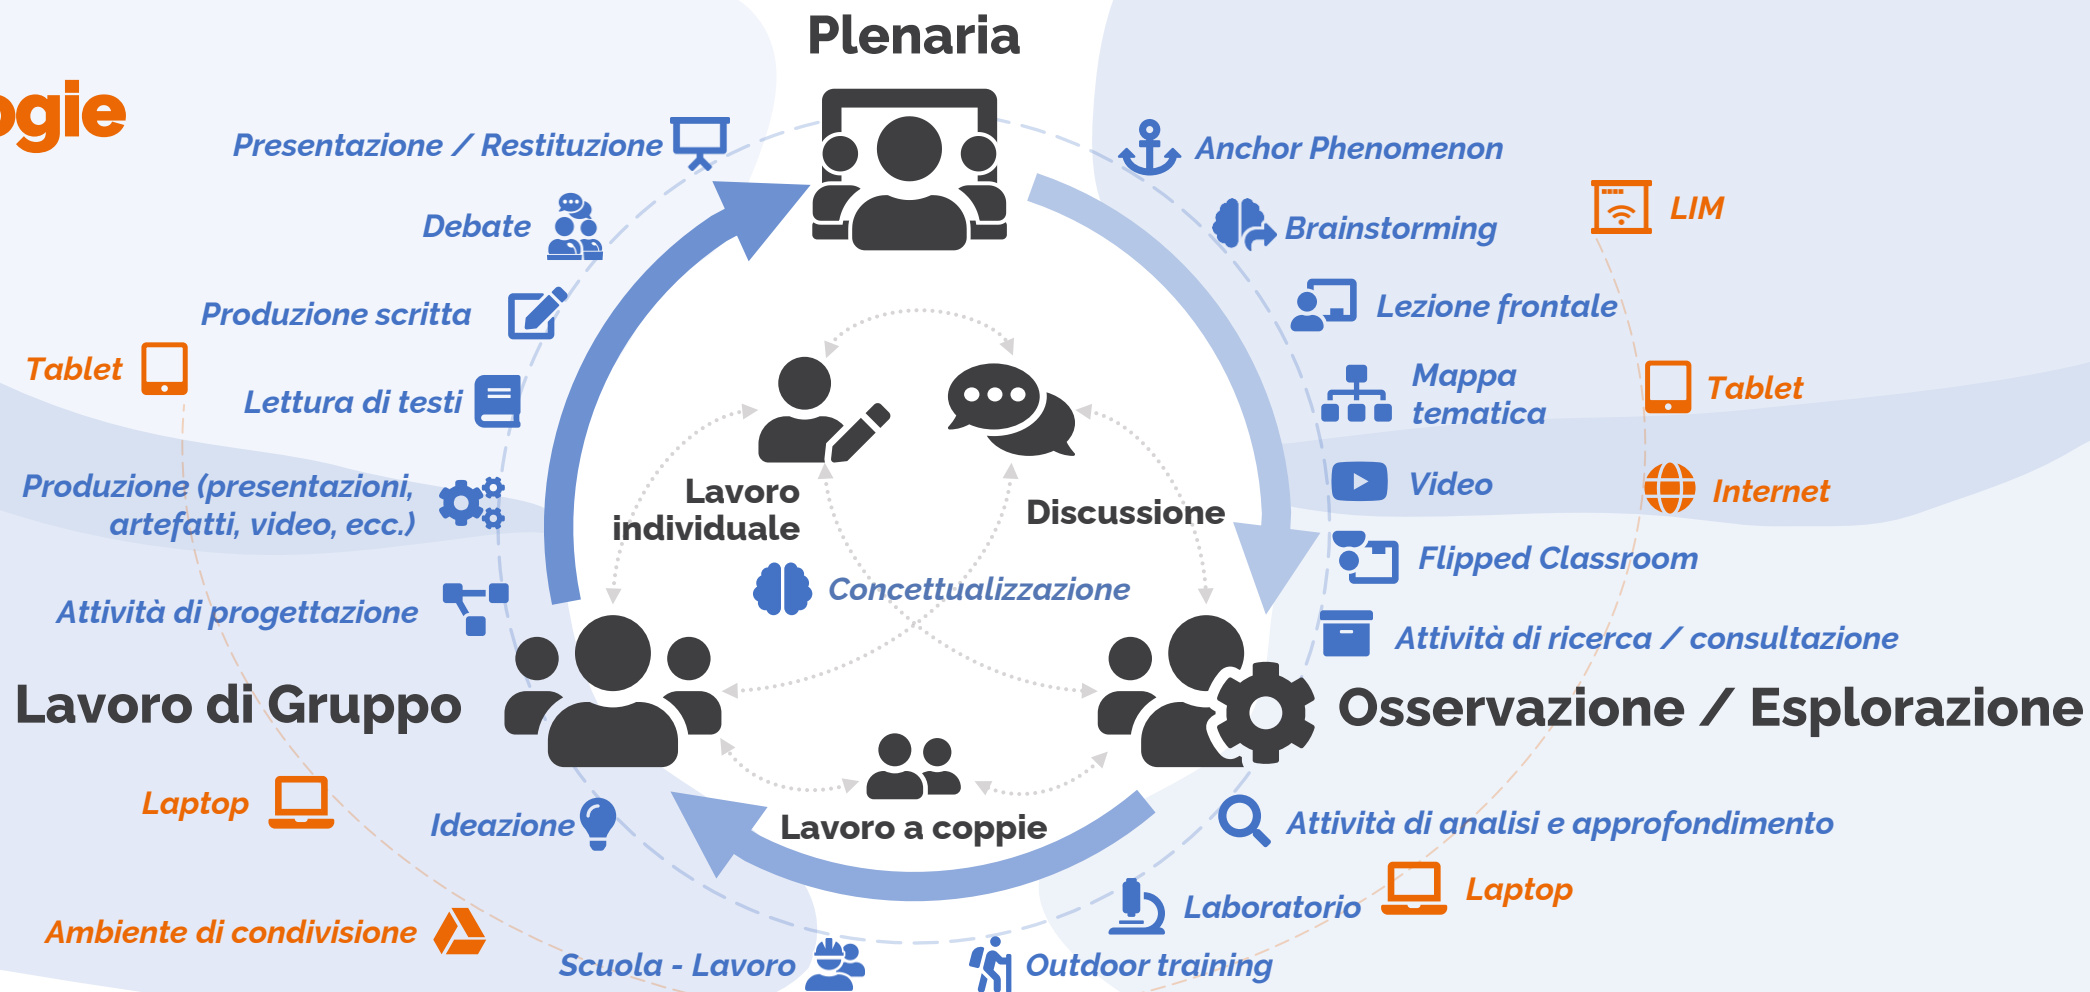 Plenaria
ogie
Presentazione / Restituzione
Anchor Phenomenon
LIM
Debate
Brainstorming
Produzione scritta
Lezione frontale
Tablet
Mappa
tematica
Tablet
Lettura di testi
Produzione (presentazioni,
artefatti, video, ecc.)
Lavoro
individuale
Discussione
Video
Internet
Flipped Classroom
Concettualizzazione
Attività di progettazione
Attività di ricerca / consultazione
Lavoro di Gruppo
Osservazione / Esplorazione
Laptop
Ideazione
Lavoro a coppie
Attività di analisi e approfondimento
Laptop
Laboratorio
Ambiente di condivisione
Scuola - Lavoro
Outdoor training